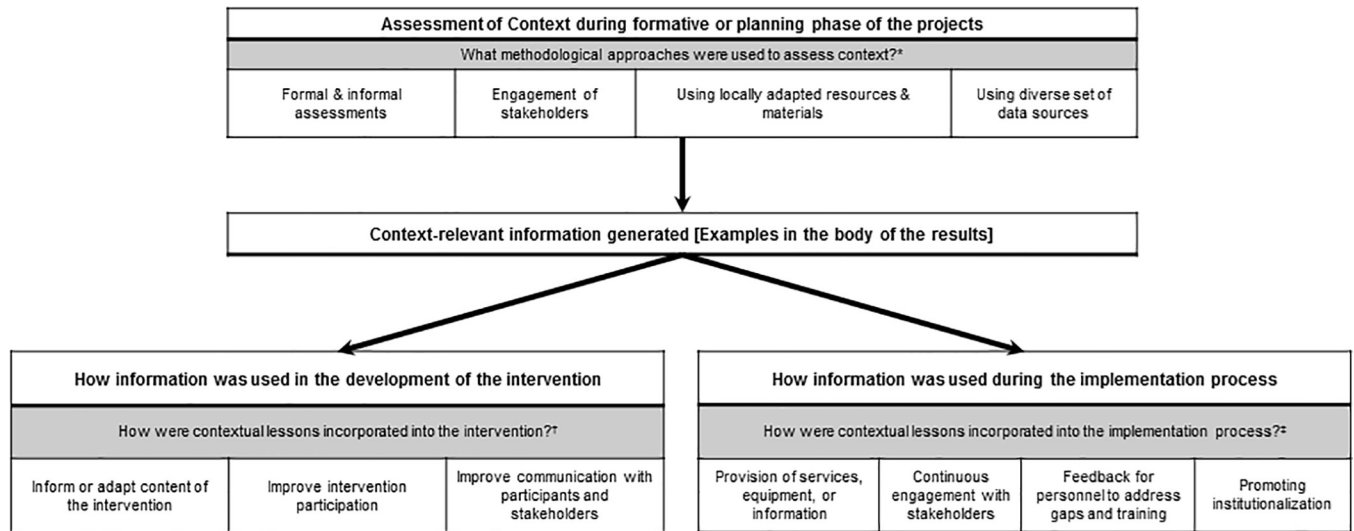 Assessment of Context during formative or planning phase of the projects
What methodological approaches were used to assess context?*
Formal & informal
assessments
Engagement of
stakeholders
Using locally adapted resources &
materials
Using diverse set of
data sources
Context-relevant information generated [Examples in the body of the results]
How information was used in the development of the intervention
How were contextual lessons incorporated into the intervention?†
Inform or adapt content of
the intervention
Improve intervention
participation
Improve communication with
participants and
stakeholders
How information was used during the implementation process
How were contextual lessons incorporated into the implementation process?‡
Provision of services,
equipment, or
information
Continuous
engagement with
stakeholders
Feedback for
personnel to address
gaps and training
Promoting
institutionalization